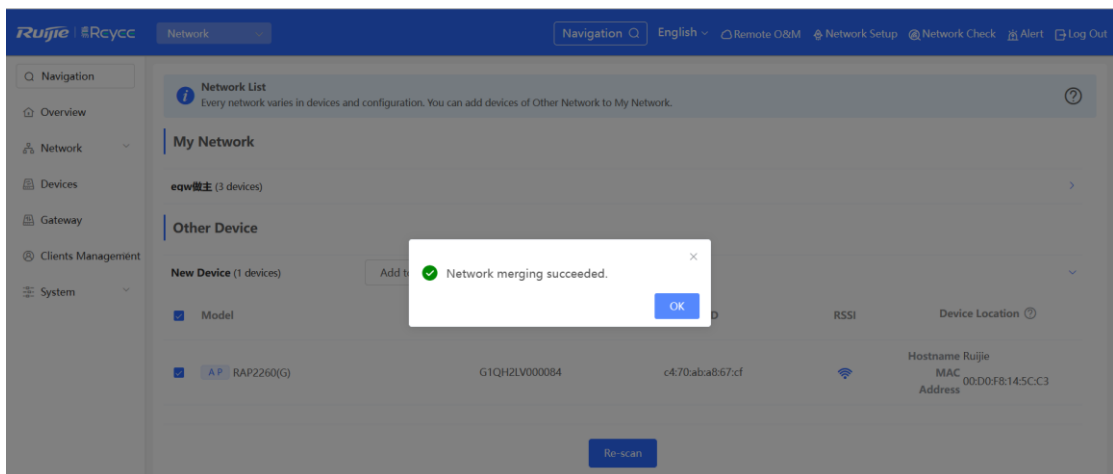 Ruijie Rcycc
Network
Navigation
English
Remote O&M
Network Setup
Network Check
Alert
Log Out
Navigation
Overview
Network
Devices
Gateway
Clients Management
System
Network List
Every network varies in devices and configuration. You can add devices of Other Network to My Network.
My Network
eqw做主 (3 devices)
Other Device
New Device (1 devices)
Add to
Network merging succeeded.
OK
Model
RSSI
Device Location
AP RAP2260(G)
G1QH2LV000084
c4:70:ab:a8:67:cf
Hostname Ruijie
MAC Address 00:D0:F8:14:5C:C3
Re-scan